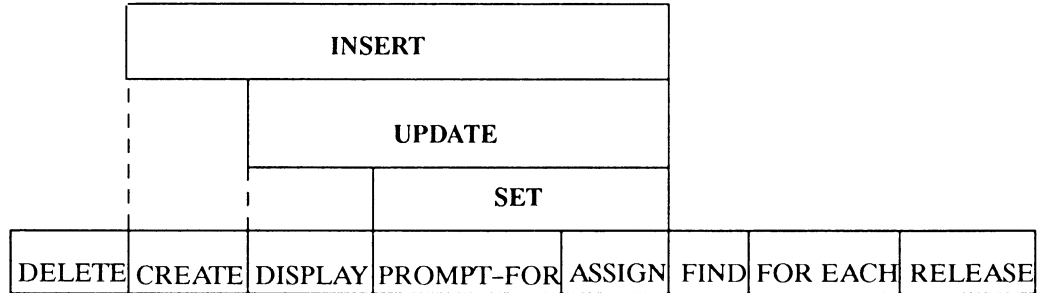 INSERT
UPDATE
SET
DELETE CREATE DISPLAY PROMPT-FOR ASSIGN FIND FOR EACH RELEASE